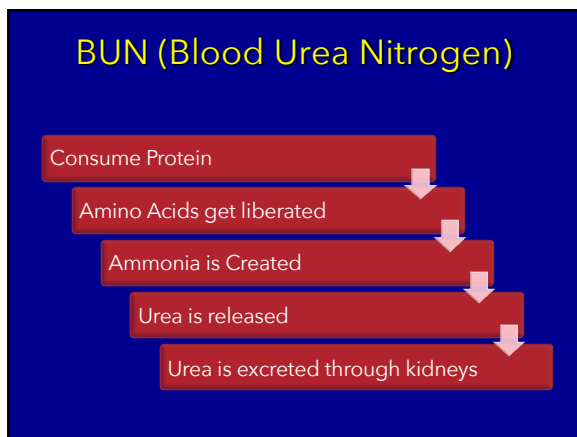 BUN (Blood Urea Nitrogen)
Consume Protein
Amino Acids get liberated
Ammonia is Created
Urea is released
Urea is excreted through kidneys